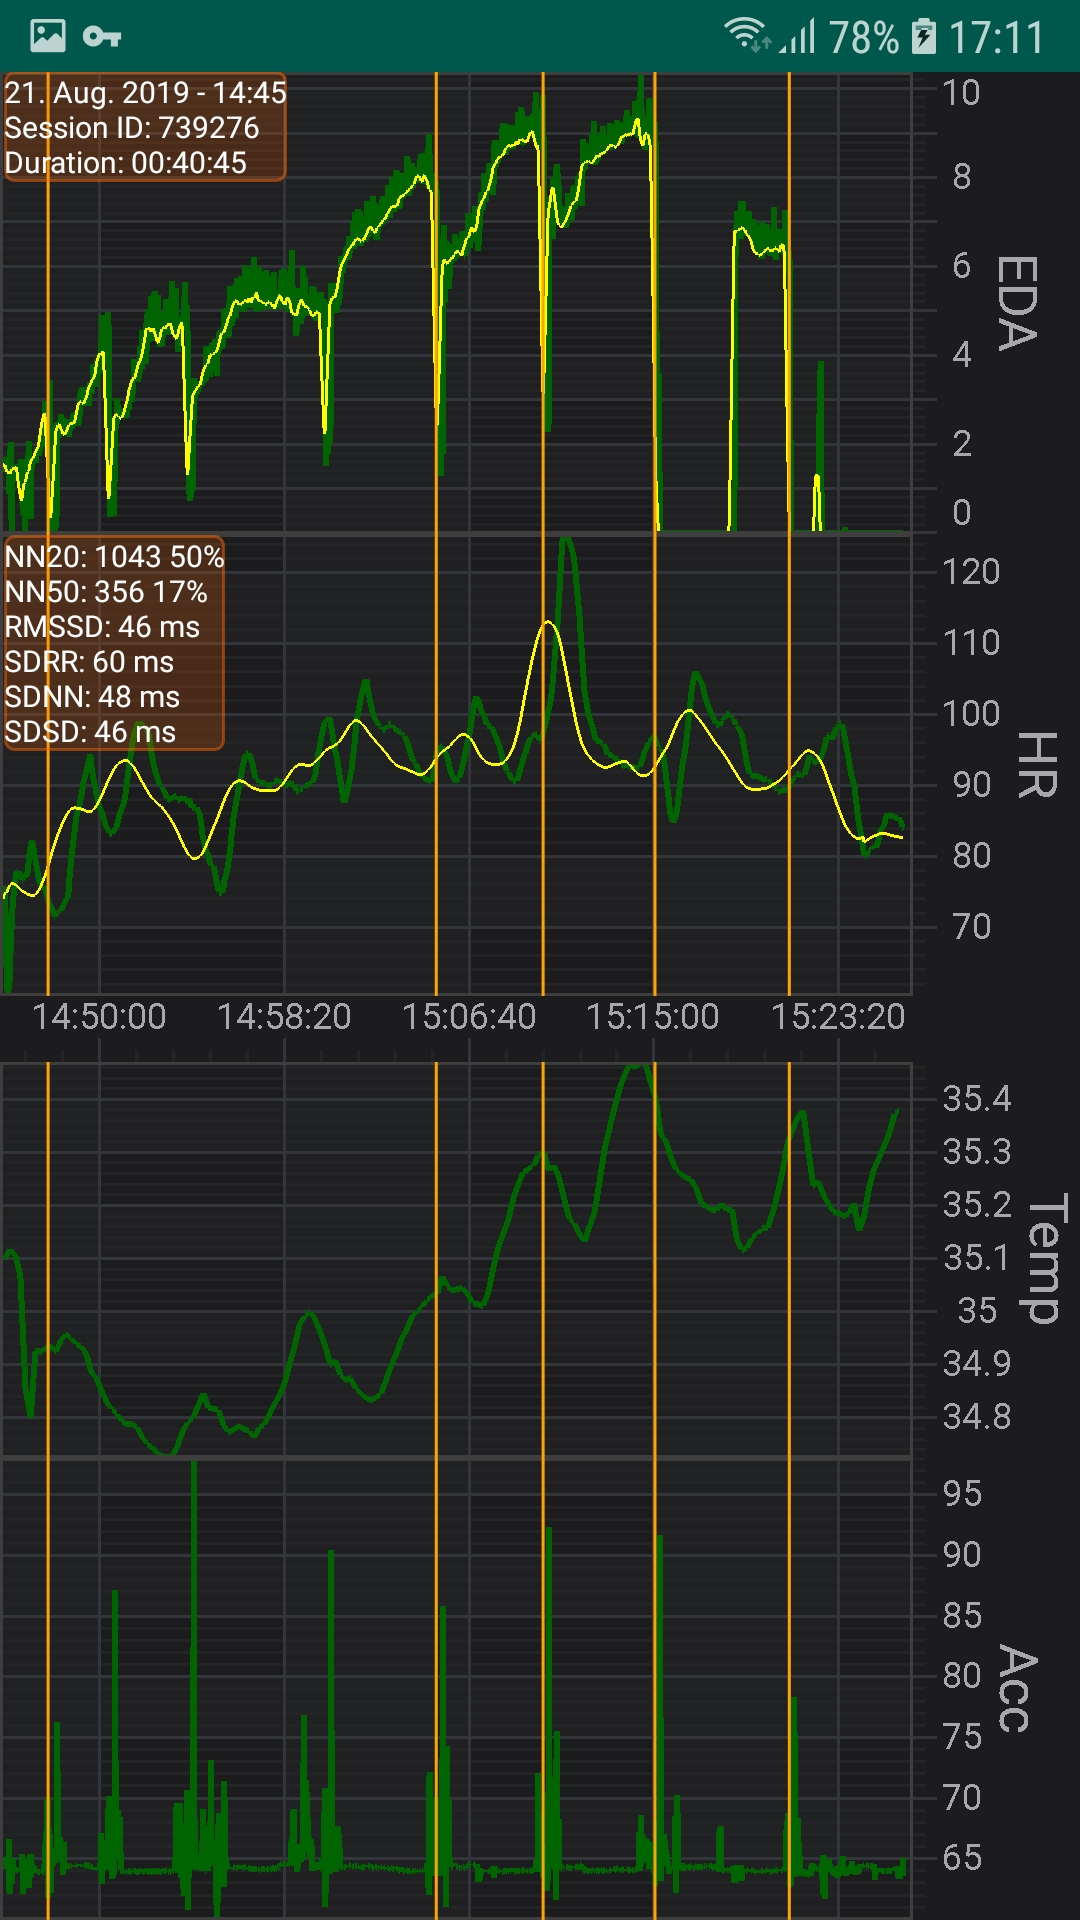 78% 17:11
21. Aug. 2019 - 14:45
Session ID: 739276
Duration: 00:40:45
10
8
6
4
2
0
EDA
NN20: 1043 50%
NN50: 356 17%
RMSSD: 46 ms
SDRR: 60 ms
SDNN: 48 ms
SDSD: 46 ms
120
110
100
90
80
70
HR
14:50:00 14:58:20 15:06:40 15:15:00 15:23:20
35.4
35.3
35.2
35.1
35
34.9
34.8
Temp
95
90
85
80
75
70
65
Acc